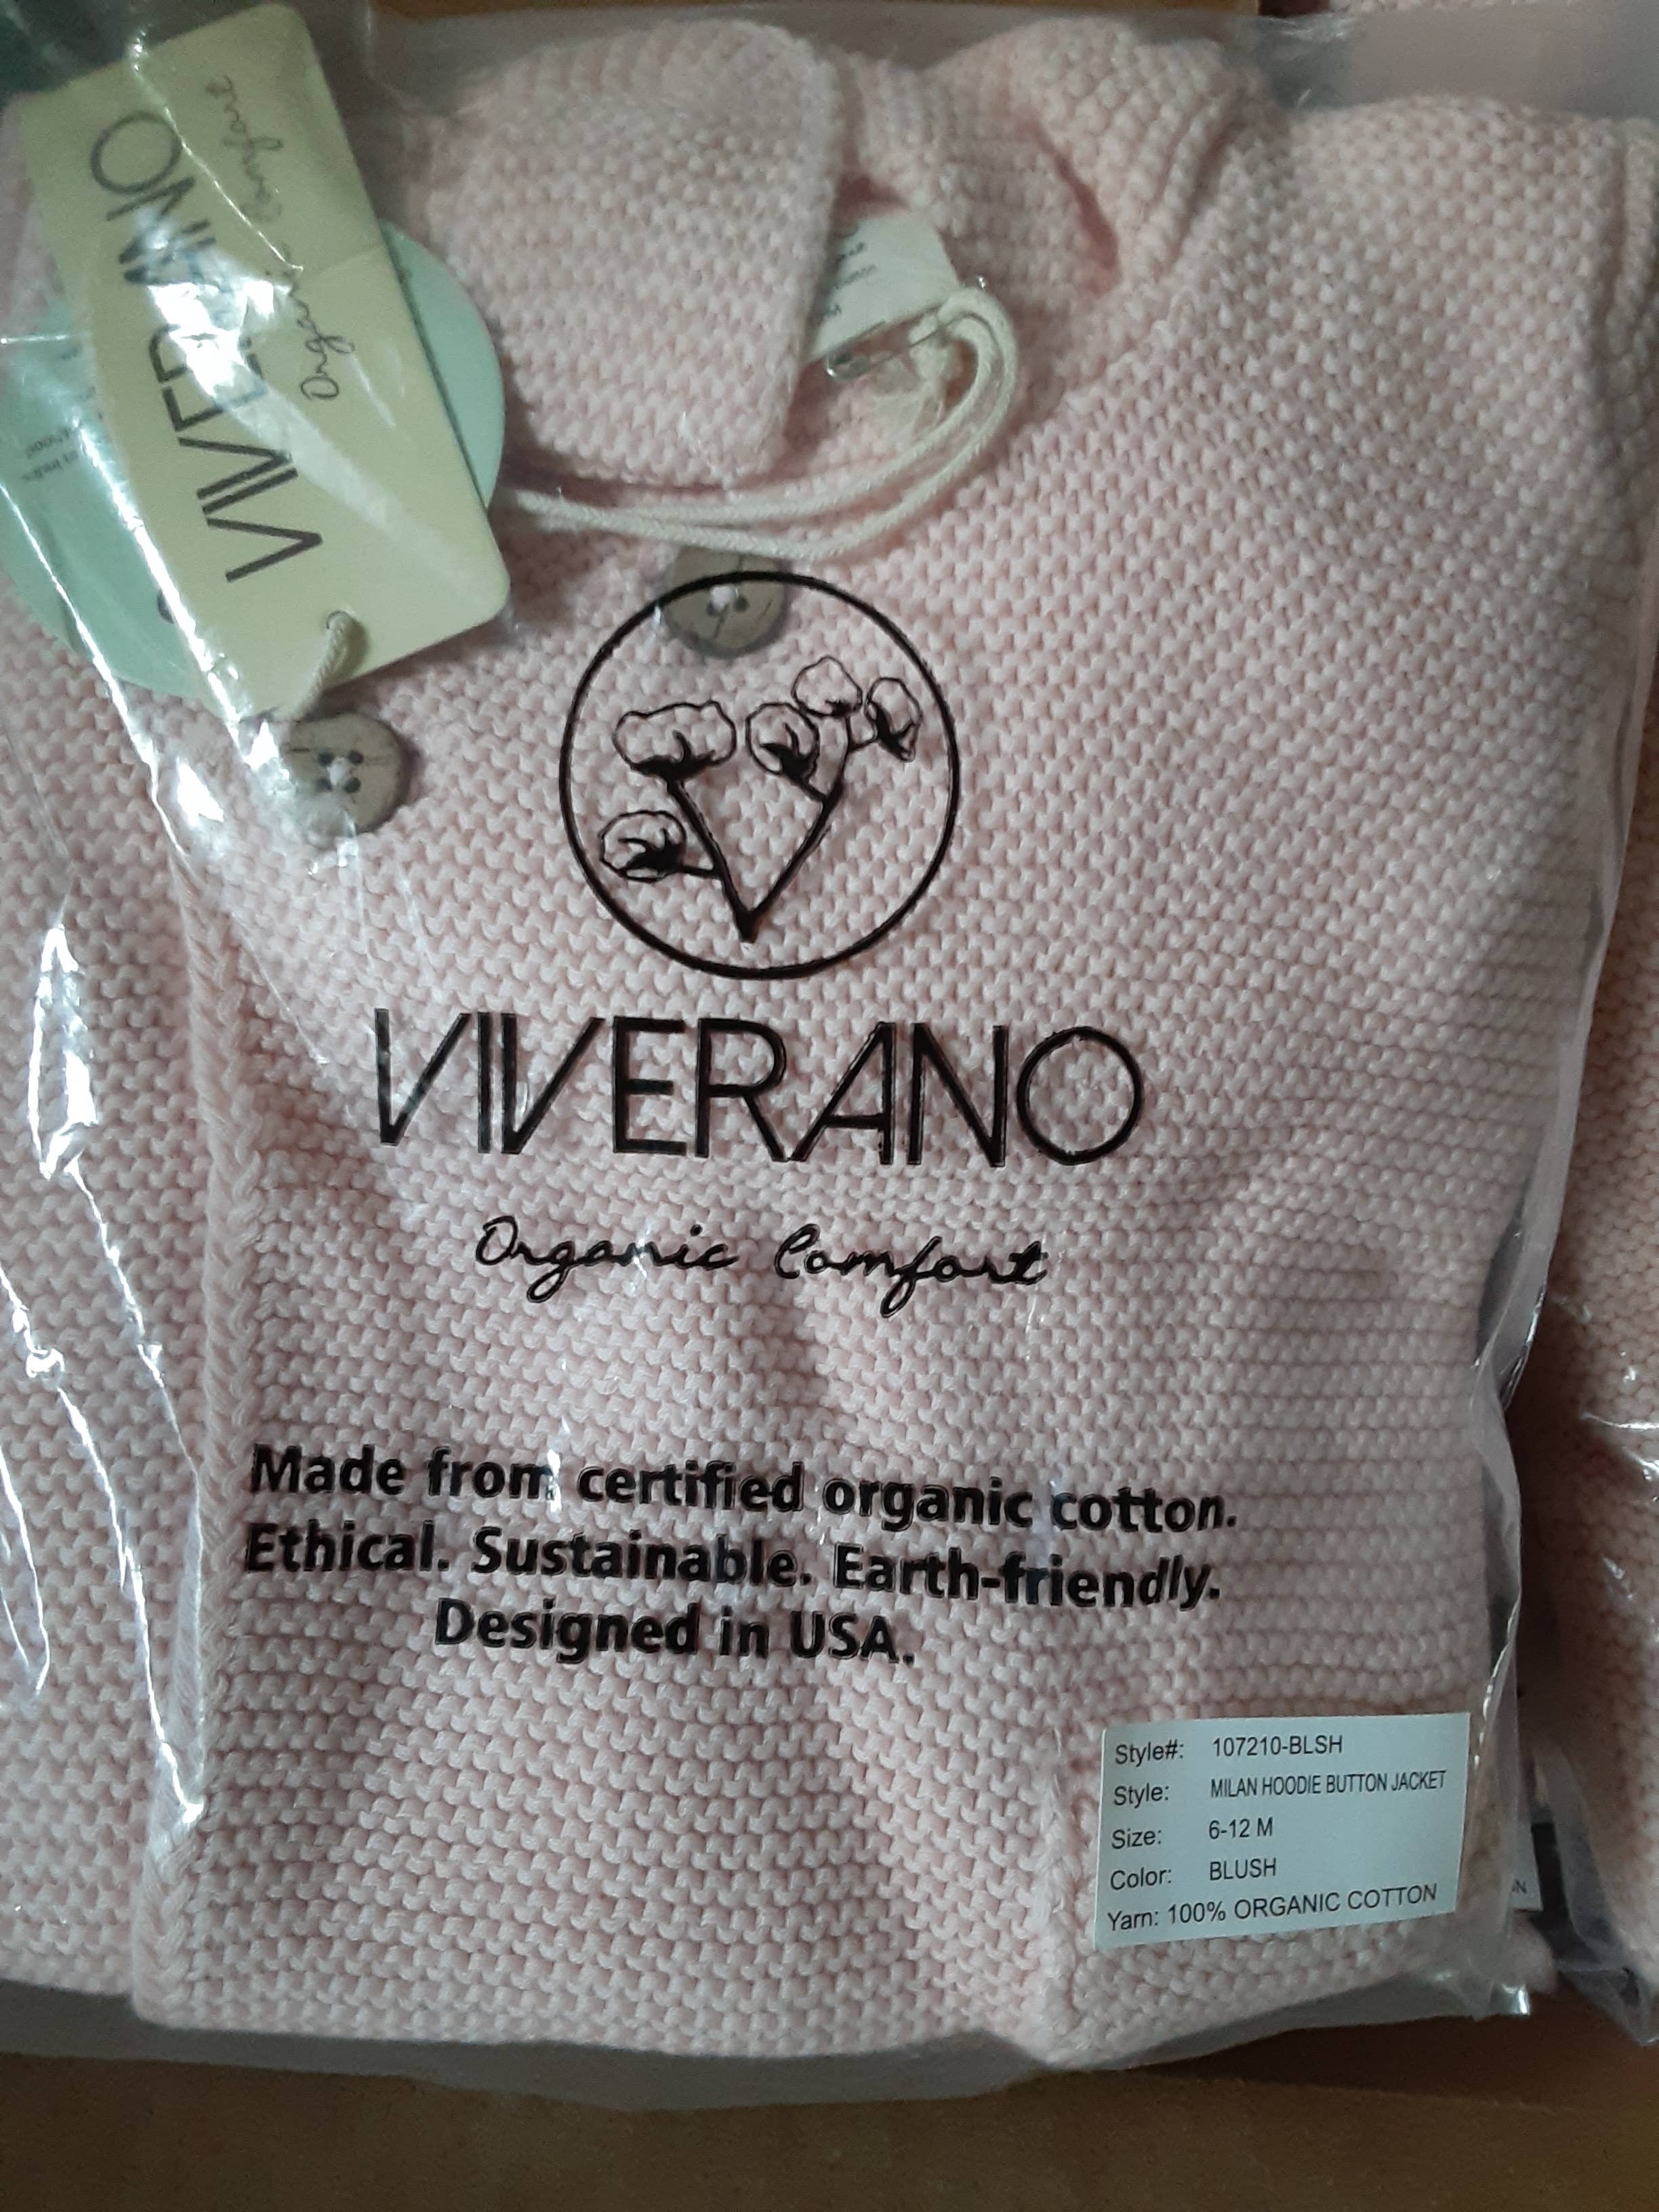 VIVERANO
Organic Comfort
VIVERANO
Organic Comfort
Made from certified organic cotton.
Ethical. Sustainable. Earth-friendly.
Designed in USA.
Style#: 107210-BLSH
Style: MILAN HOODIE BUTTON JACKET
Size: 6-12 M
Color: BLUSH
Yarn: 100% ORGANIC COTTON